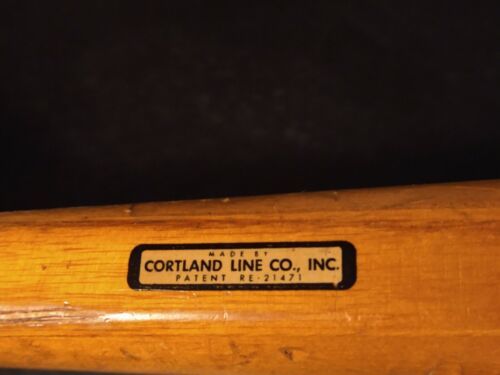 MADE BY
CORTLAND LINE CO., INC.
PATENT RE-21471